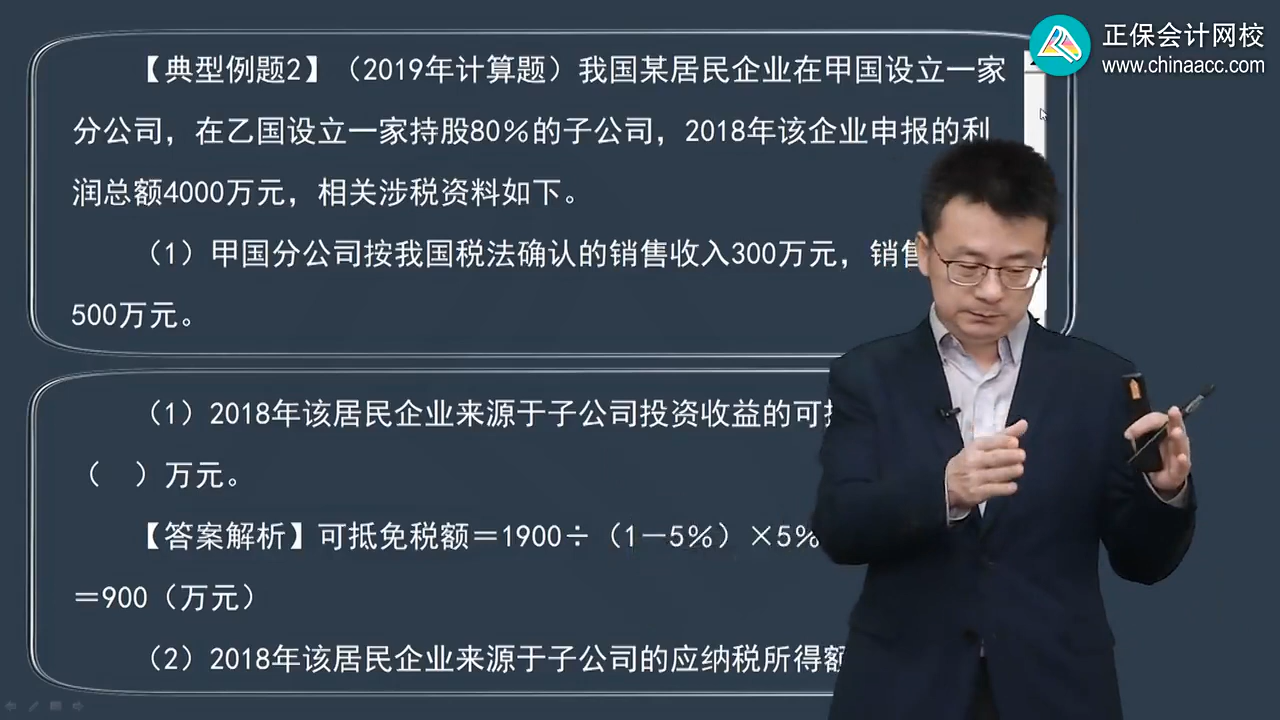 正保会计网校
www.chinaacc.com
【典型例题2】（2019年计算题）我国某居民企业在甲国设立一家
分公司，在乙国设立一家持股80%的子公司，2018年该企业申报的利
润总额4000万元，相关涉税资料如下。
（1）甲国分公司按我国税法确认的销售收入300万元，销售
500万元。
（1）2018年该居民企业来源于子公司投资收益的可
（　）万元。
【答案解析】可抵免税额＝1900÷（1－5%）×5%
＝900（万元）
（2）2018年该居民企业来源于子公司的应纳税所得